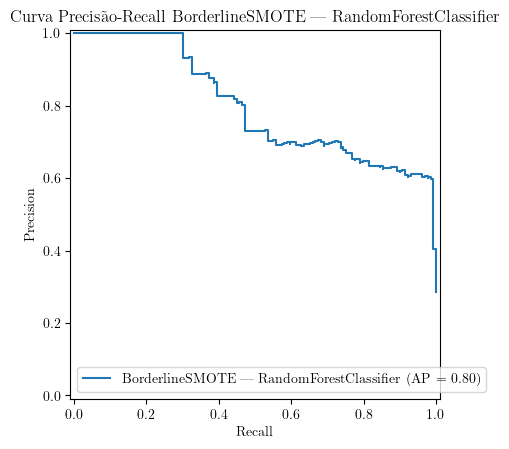 Curva Precisão-Recall BorderlineSMOTE — RandomForestClassifier
1.0
0.8
0.6
0.4
0.2
0.0
Precision
BorderlineSMOTE — RandomForestClassifier (AP = 0.80)
0.0 0.2 0.4 0.6 0.8 1.0
Recall